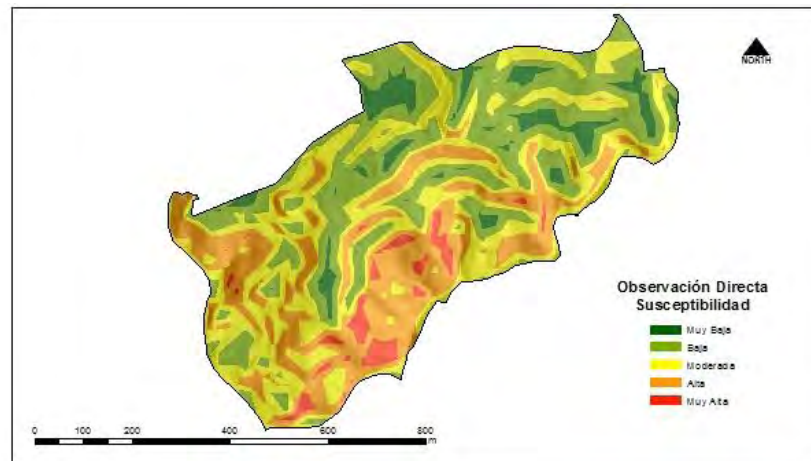 NORTH
Observación Directa
Susceptibilidad
Muy Baja
Baja
Moderada
Alta
Muy Alta
0 100 200 400 600 800
m